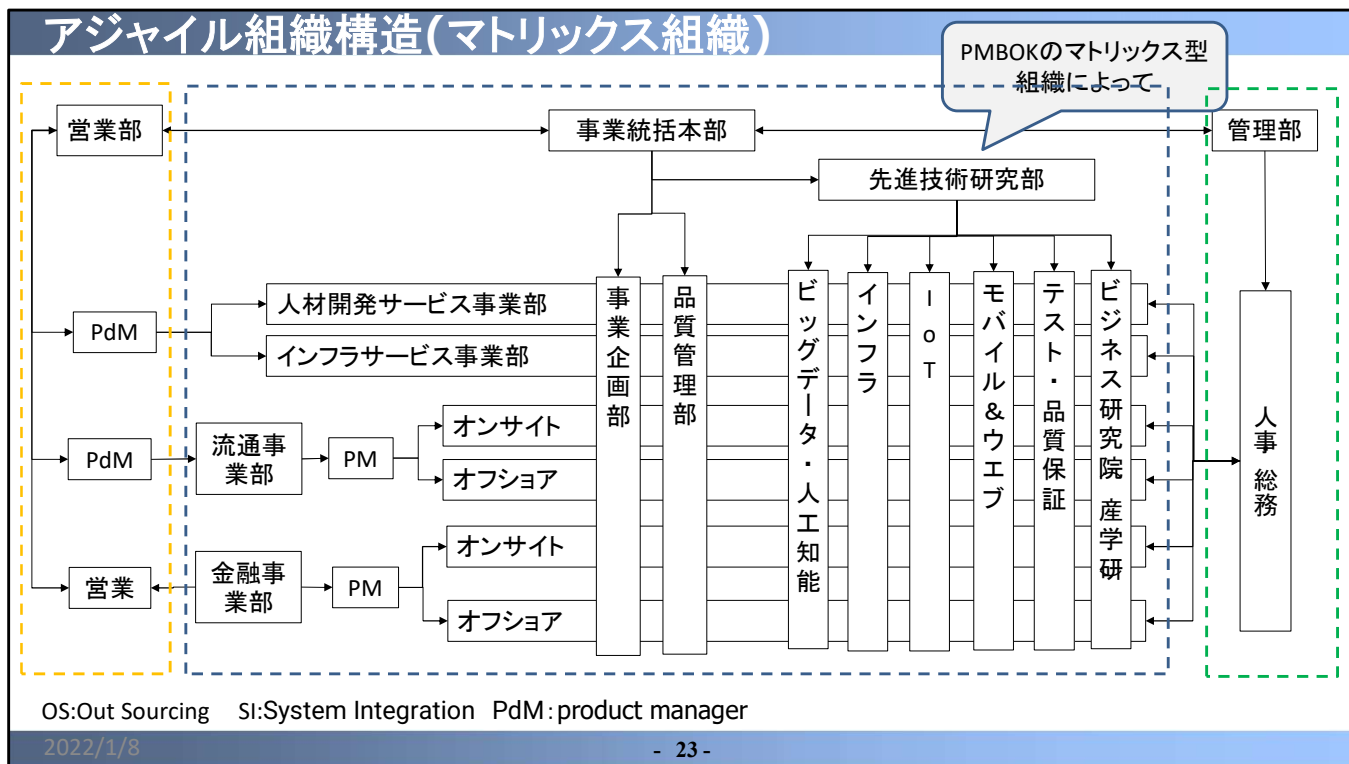 アジャイル組織構造(マトリックス組織)
PMBOKのマトリックス型
組織によって
営業部
事業統括本部
管理部
先進技術研究部
事業企画部
品質管理部
ビッグデータ・人工知能
インフラ
IoT
モバイル&ウエブ
テスト・品質保証
ビジネス研究院 産学研
人事・総務
PdM
人材開発サービス事業部
インフラサービス事業部
PdM
流通事
業部
PM
オンサイト
オフショア
営業
金融事
業部
PM
オンサイト
オフショア
OS:Out Sourcing SI:System Integration PdM:product manager
2022/1/8
- 23 -